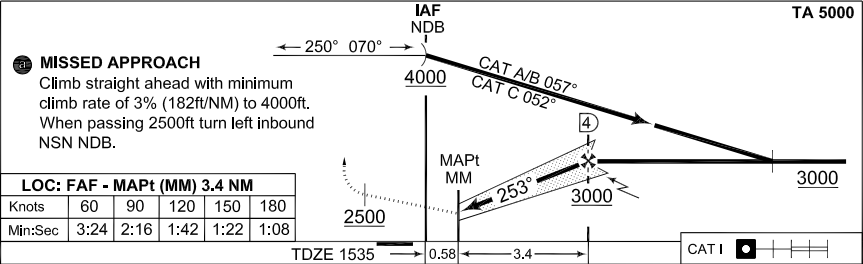 IAF
NDB
TA 5000
250° 070°
a MISSED APPROACH
Climb straight ahead with minimum
climb rate of 3% (182ft/NM) to 4000ft.
When passing 2500ft turn left inbound
NSN NDB.
4000
CAT A/B 057°
CAT C 052°
4
MAPt
MM
253°
3000
3000
2500
LOC: FAF - MAPt (MM) 3.4 NM
Knots 60 90 120 150 180
Min:Sec 3:24 2:16 1:42 1:22 1:08
TDZE 1535
0.58
3.4
CAT I